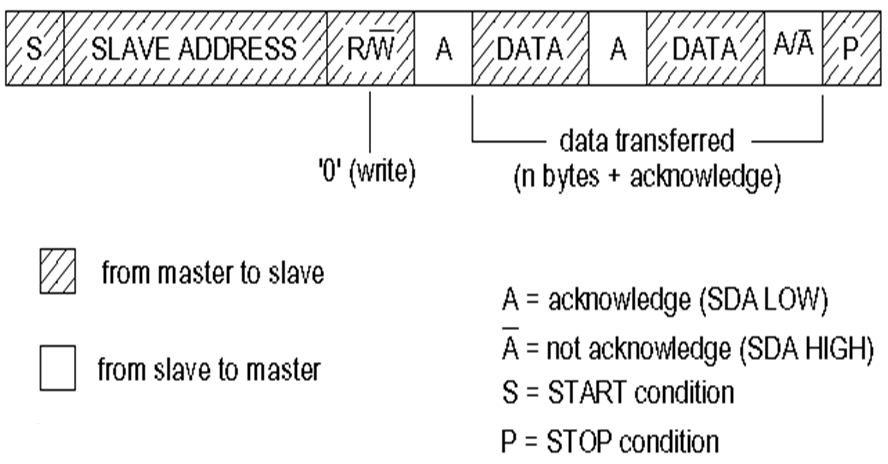 S SLAVE ADDRESS R/W̅ A DATA A DATA A/A̅ P
'0' (write)
data transferred
(n bytes + acknowledge)
from master to slave
from slave to master
A = acknowledge (SDA LOW)
A̅ = not acknowledge (SDA HIGH)
S = START condition
P = STOP condition